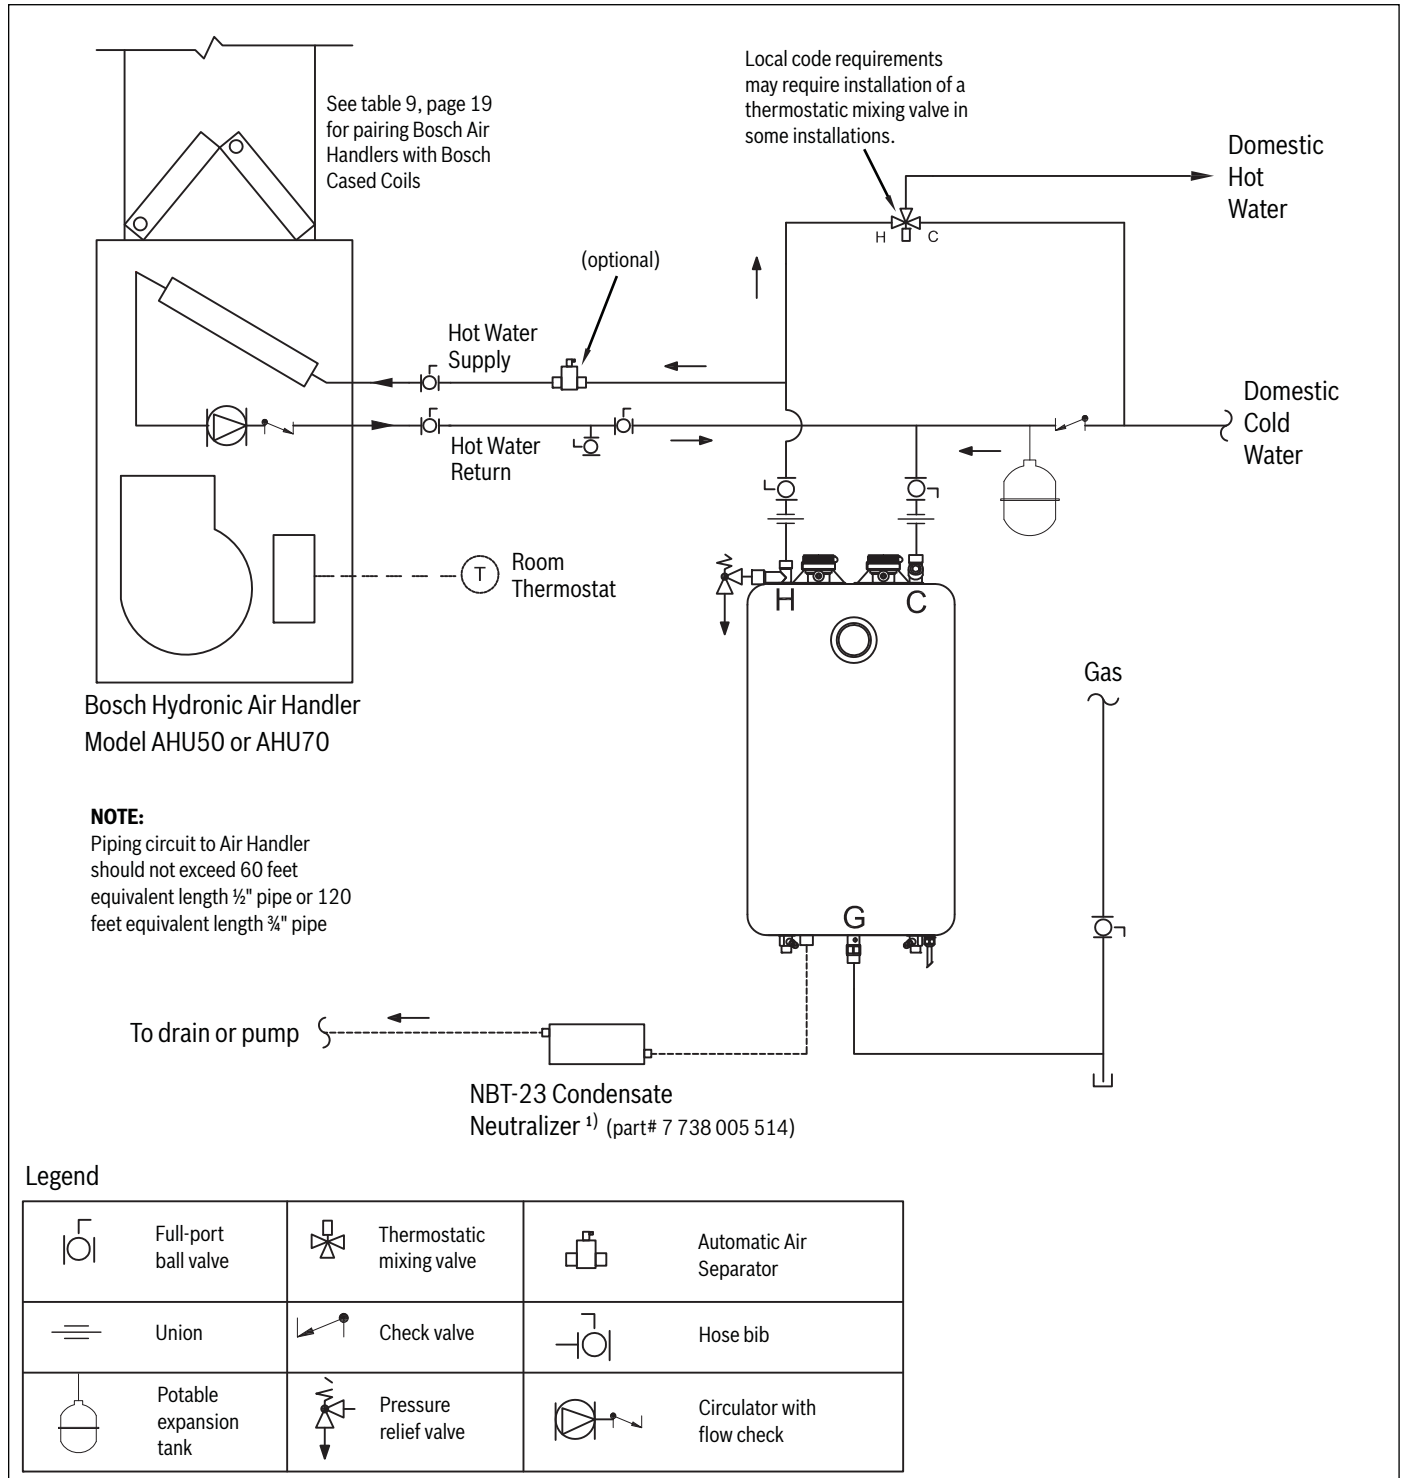 See table 9, page 19
for pairing Bosch Air
Handlers with Bosch
Cased Coils
Local code requirements
may require installation of a
thermostatic mixing valve in
some installations.
Domestic
Hot
Water
H
C
(optional)
Hot Water
Supply
Hot Water
Return
Domestic
Cold
Water
T
Room
Thermostat
H
C
Gas
Bosch Hydronic Air Handler
Model AHU50 or AHU70
NOTE:
Piping circuit to Air Handler
should not exceed 60 feet
equivalent length ½" pipe or 120
feet equivalent length ¾" pipe
G
To drain or pump
NBT-23 Condensate
Neutralizer ¹⁾ (part# 7 738 005 514)
Legend
Full-port
ball valve
Thermostatic
mixing valve
Automatic Air
Separator
Union
Check valve
Hose bib
Potable
expansion
tank
Pressure
relief valve
Circulator with
flow check